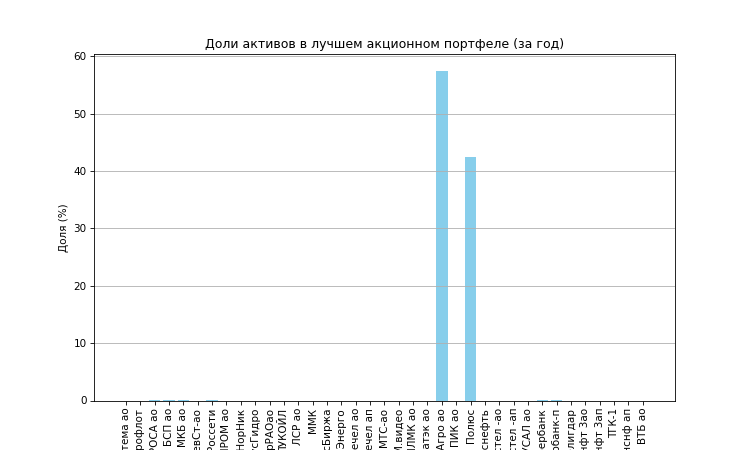 Доли активов в лучшем акционном портфеле (за год)
Доля (%)
60
50
40
30
20
10
0
тема ао
рофлот
РОСА ао
БСП ао
МКБ ао
евСт-ао
Россети
ПРОМ ао
НорНик
сГидро
рРАОао
ЛУКОЙЛ
ЛСР ао
ММК
сБиржа
Энерго
ечел ао
ечел ап
МТС-ао
М.видео
ЛМК ао
атэк ао
Агро ао
ПИК ао
Полюс
снефть
стел -ао
стел -ап
УСАЛ ао
ербанк
рбанк-п
лигдар
нфт 3ао
нфт 3ап
ТГК-1
нснф ап
ВТБ ао